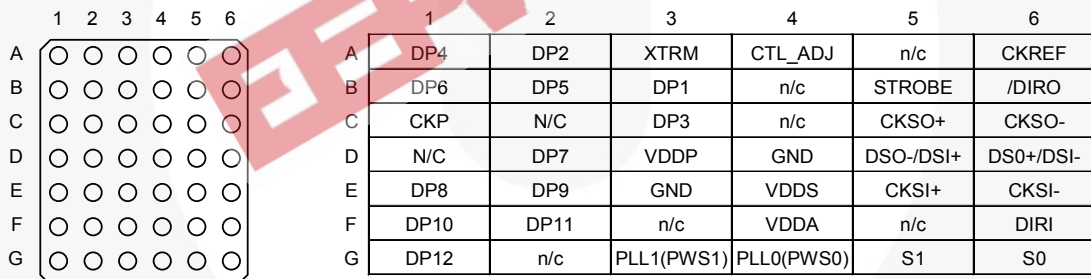 1 2 3 4 5 6
A
B
C
D
E
F
G
1 2 3 4 5 6
A DP4 DP2 XTRM CTL_ADJ n/c CKREF
B DP6 DP5 DP1 n/c STROBE /DIRO
C CKP N/C DP3 n/c CKSO+ CKSO-
D N/C DP7 VDDP GND DSO-/DSI+ DS0+/DSI-
E DP8 DP9 GND VDDS CKSI+ CKSI-
F DP10 DP11 n/c VDDA n/c DIRI
G DP12 n/c PLL1(PWS1) PLL0(PWS0) S1 S0